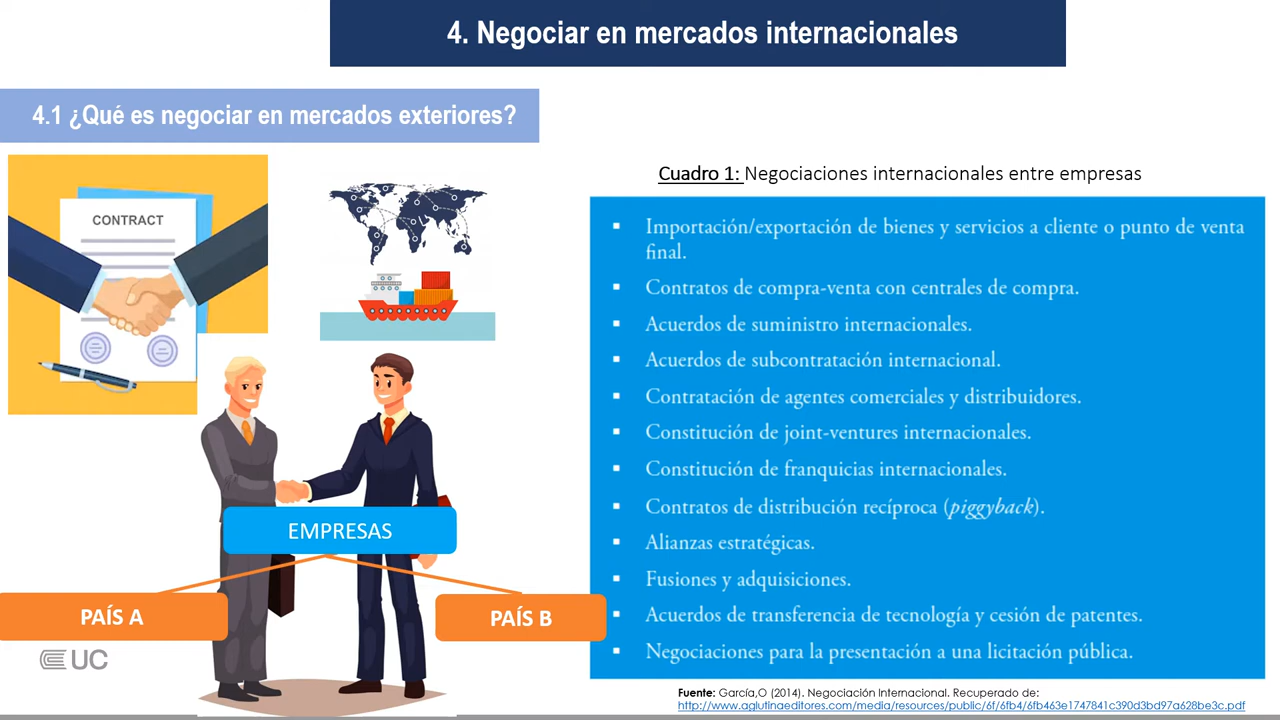 4. Negociar en mercados internacionales
4.1 ¿Qué es negociar en mercados exteriores?
CONTRACT
Cuadro 1: Negociaciones internacionales entre empresas
▪ Importación/exportación de bienes y servicios a cliente o punto de venta
final.
▪ Contratos de compra-venta con centrales de compra.
▪ Acuerdos de suministro internacionales.
▪ Acuerdos de subcontratación internacional.
▪ Contratación de agentes comerciales y distribuidores.
▪ Constitución de joint-ventures internacionales.
▪ Constitución de franquicias internacionales.
▪ Contratos de distribución recíproca (piggyback).
▪ Alianzas estratégicas.
▪ Fusiones y adquisiciones.
▪ Acuerdos de transferencia de tecnología y cesión de patentes.
▪ Negociaciones para la presentación a una licitación pública.
EMPRESAS
PAÍS A
PAÍS B
UC
Fuente: García,O (2014). Negociación Internacional. Recuperado de:
http://www.aglutinaeditores.com/media/resources/public/6f/6fb4/6fb463e1747841c390d3bd97a628be3c.pdf